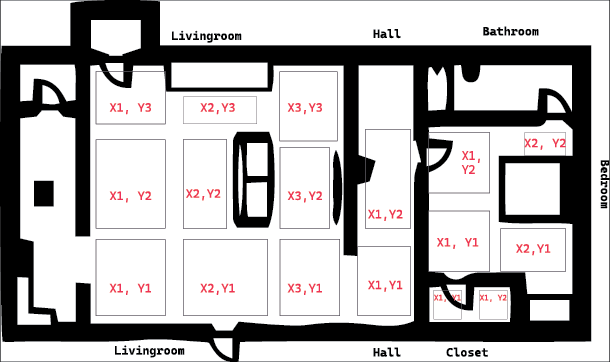 Livingroom
Hall
Bathroom
X1, Y3
X2,Y3
X3,Y3
X1, Y2
X2,Y2
X3,Y2
X1,Y2
X1,
Y2
X2, Y2
Bedroom
X1, Y1
X2,Y1
X3,Y1
X1,Y1
X1, Y1
X2,Y1
X1, Y1
X1, Y2
Livingroom
Hall
Closet